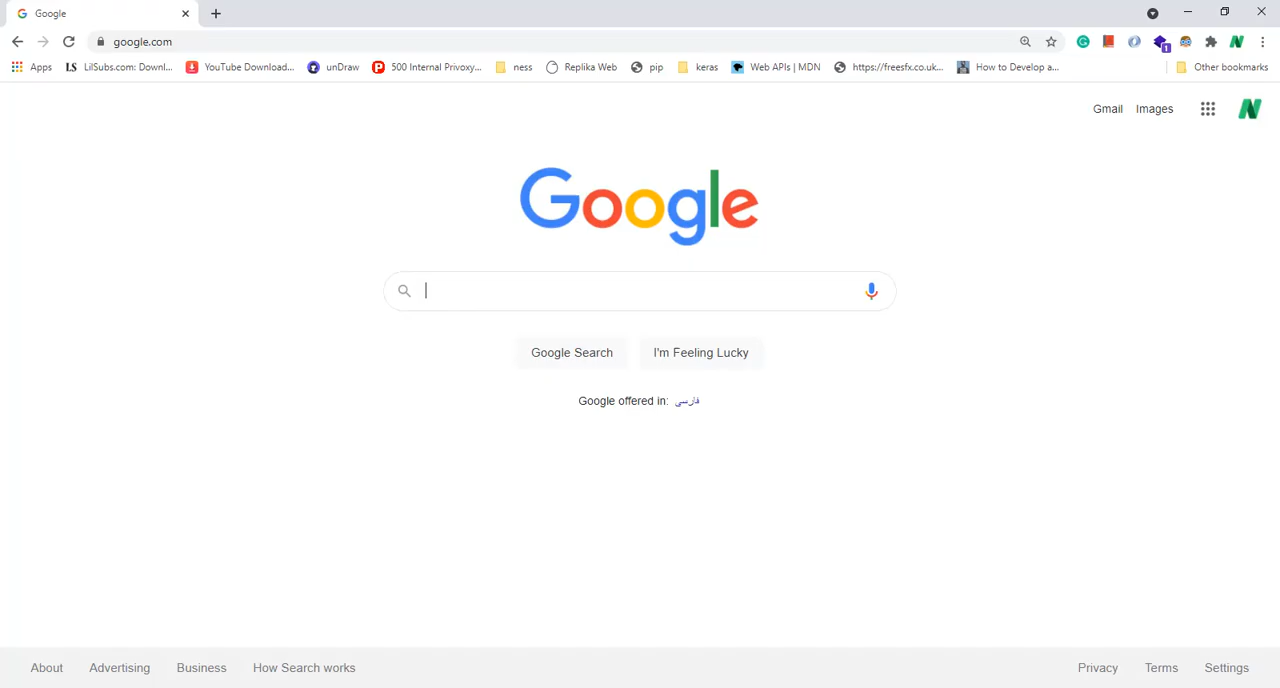 Google
google.com
Apps LilSubs.com: Downl... YouTube Download... unDraw 500 Internal Privoxy... ness Replika Web pip keras Web APIs | MDN https://freesfx.co.uk... How to Develop a... Other bookmarks
Gmail Images
Google
Google Search I'm Feeling Lucky
Google offered in: فارسی
About Advertising Business How Search works Privacy Terms Settings